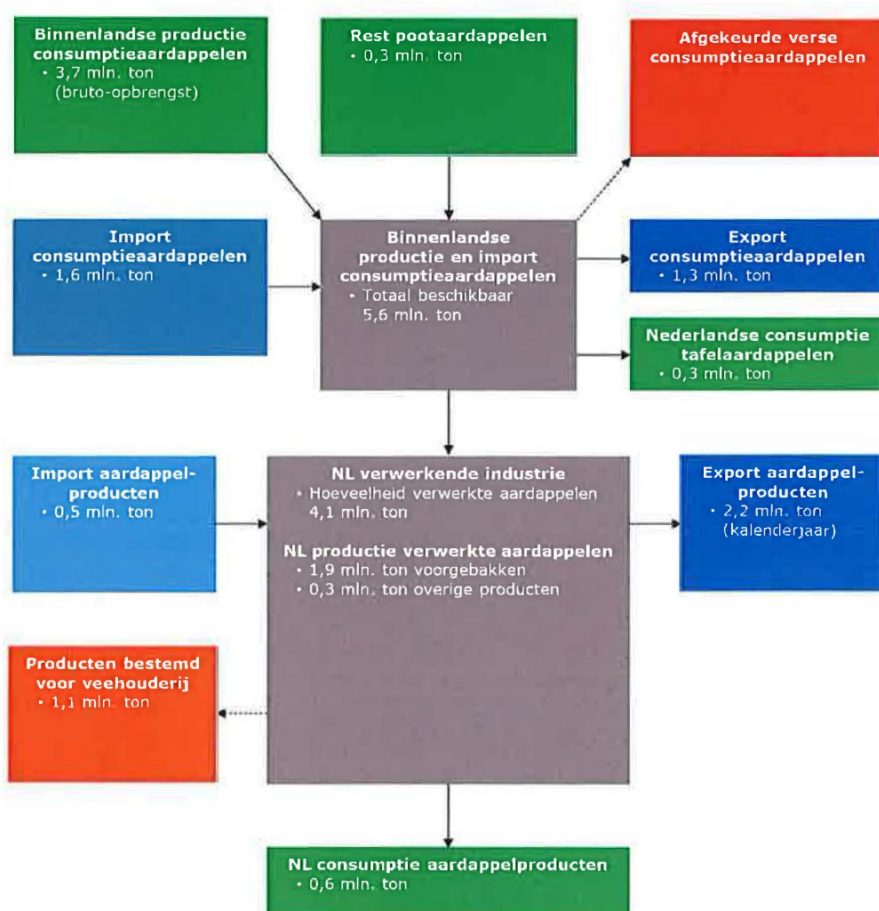 Binnenlandse productie
consumptieaardappelen
• 3,7 mln. ton
(bruto-opbrengst)
Rest pootaardappelen
• 0,3 mln. ton
Afgekeurde verse
consumptieaardappelen
Import
consumptieaardappelen
• 1,6 mln. ton
Binnenlandse
productie en import
consumptieaardappelen
• Totaal beschikbaar
5,6 mln. ton
Export
consumptieaardappelen
• 1,3 mln. ton
Nederlandse consumptie
tafelaardappelen
• 0,3 mln. ton
Import aardappel-
producten
• 0,5 mln. ton
NL verwerkende industrie
• Hoeveelheid verwerkte aardappelen
4,1 mln. ton
NL productie verwerkte aardappelen
• 1,9 mln. ton voorgebakken
• 0,3 mln. ton overige producten
Export aardappel-
producten
• 2,2 mln. ton
(kalenderjaar)
Producten bestemd
voor veehouderij
• 1,1 mln. ton
NL consumptie aardappelproducten
• 0,6 mln. ton